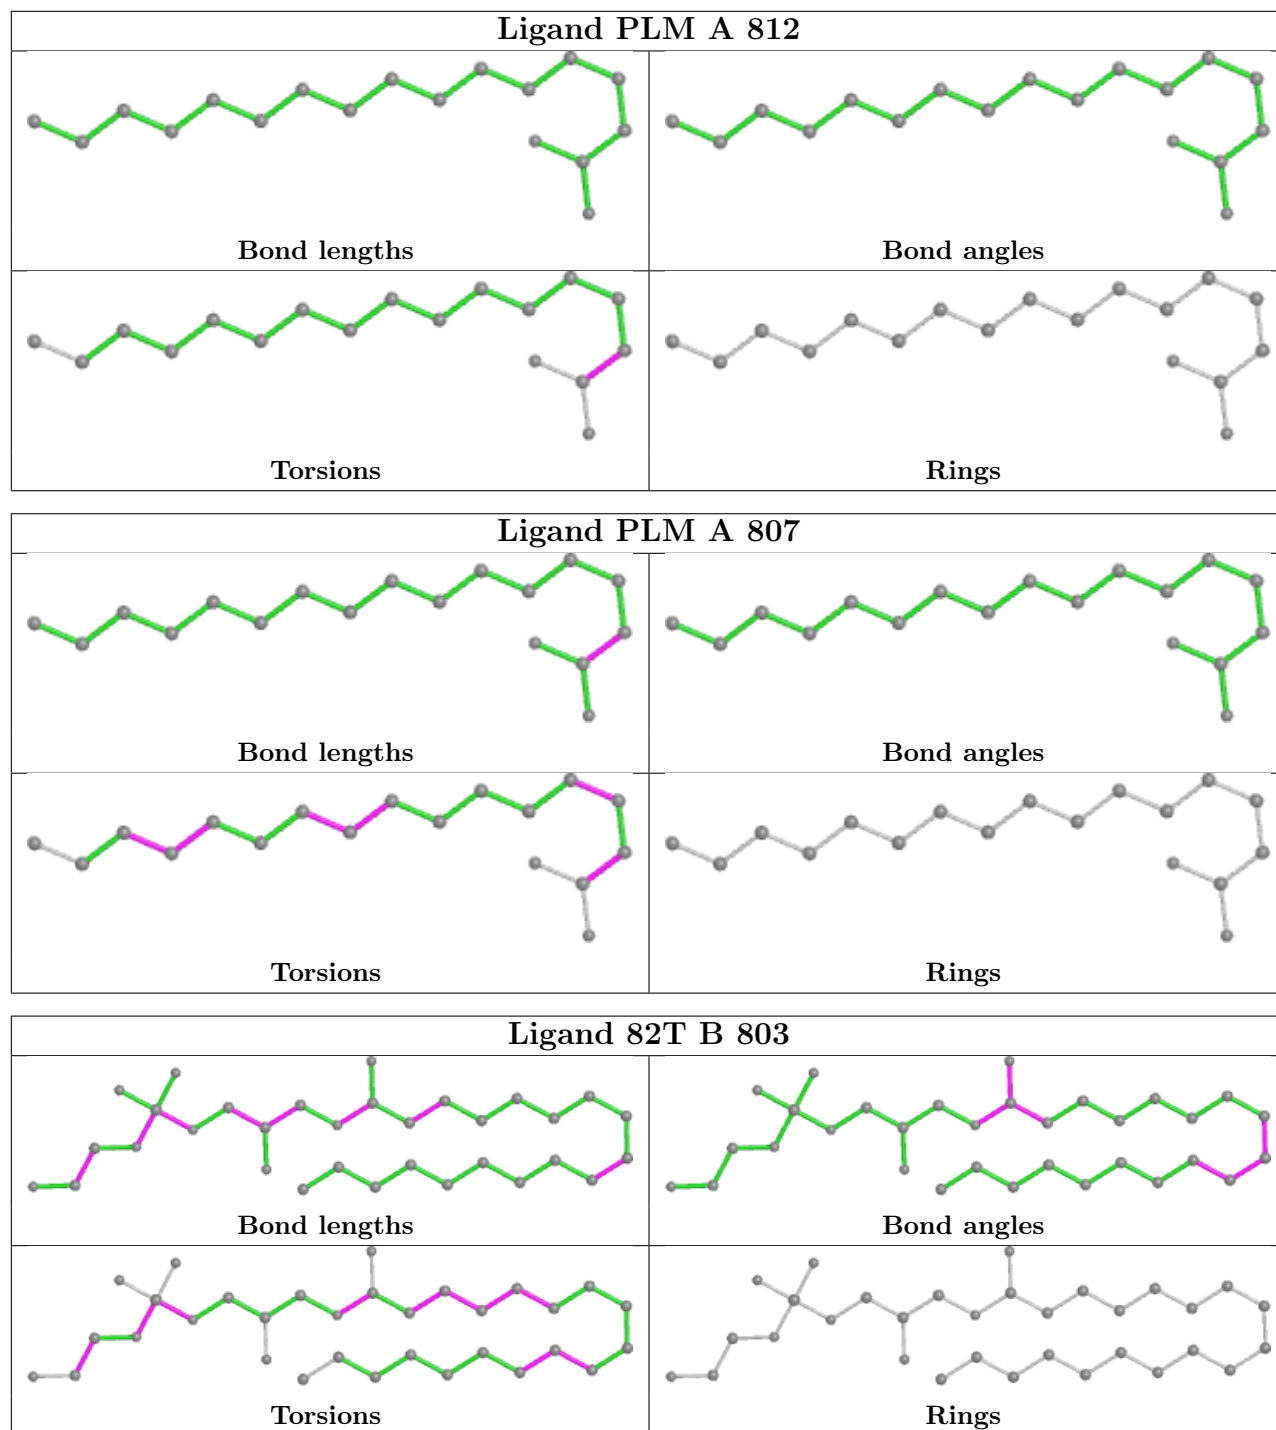 Ligand PLM A 812
Bond lengths
Bond angles
Torsions
Rings
Ligand PLM A 807
Bond lengths
Bond angles
Torsions
Rings
Ligand 82T B 803
Bond lengths
Bond angles
Torsions
Rings